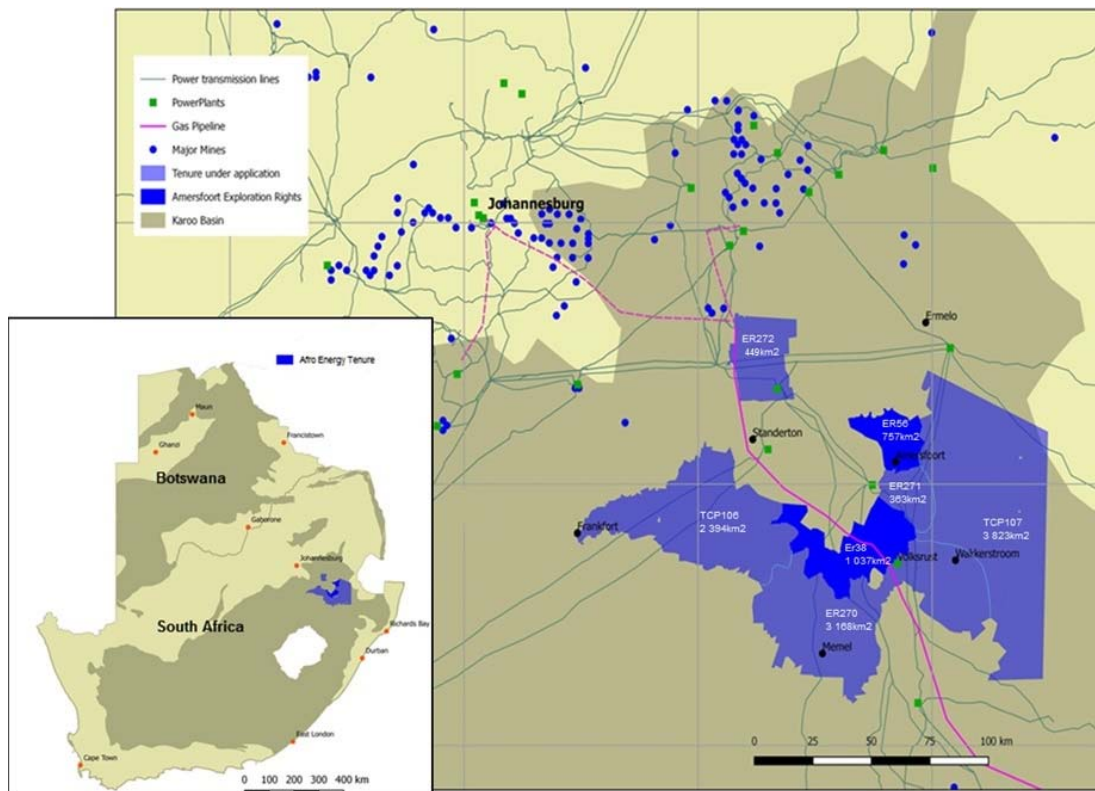 Power transmission lines
PowerPlants
Gas Pipeline
Major Mines
Tenure under application
Amersfoort Exploration Rights
Karoo Basin
Johannesburg
Ermelo
ER272
449km2
Standerton
ER56
757km2
Amersfoort
ER271
363km2
TCP106
2 394km2
Frankfort
TCP107
3 823km2
Er38
1 037km2
Volksrust
Wakkerstroom
ER270
3 168km2
Memel
0 25 50 75 100 km
Afro Energy Tenure
Maun
Ghanzi
Francistown
Botswana
Gaborone
Johannesburg
South Africa
Richards Bay
Durban
East London
Cape Town
0 100 200 300 400 km